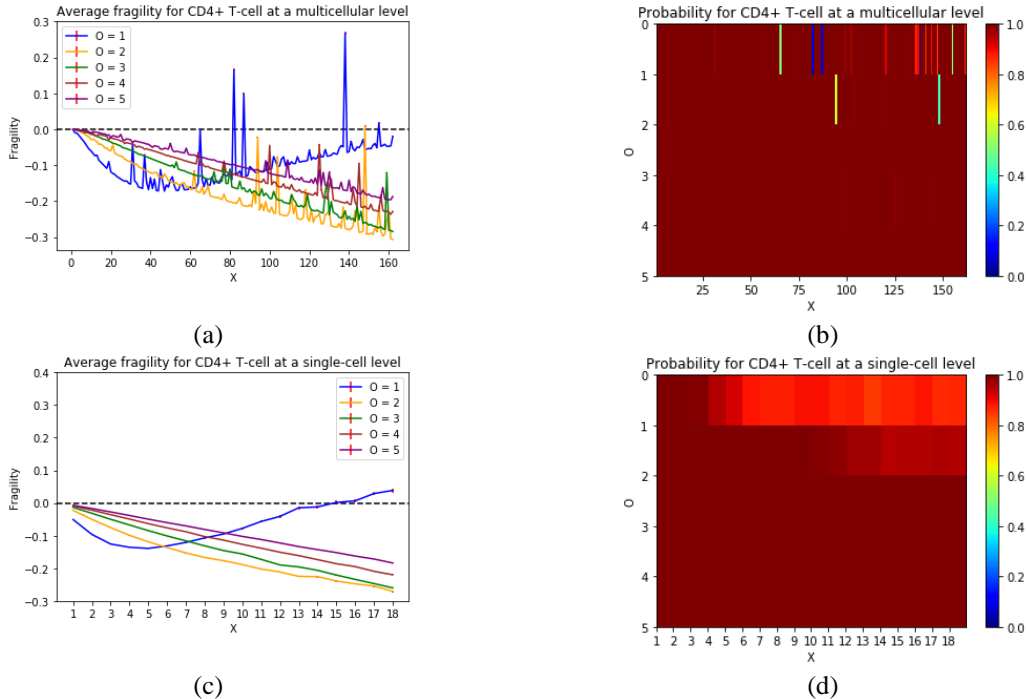 Average fragility for CD4+ T-cell at a multicellular level
0.3
0.2
0.1
0.0
−0.1
−0.2
−0.3
Fragility
O = 1
O = 2
O = 3
O = 4
O = 5
0 20 40 60 80 100 120 140 160
X
(a)
Probability for CD4+ T-cell at a multicellular level
0
1
2
3
4
5
O
25 50 75 100 125 150
X
1.0
0.8
0.6
0.4
0.2
0.0
(b)
Average fragility for CD4+ T-cell at a single-cell level
0.4
0.3
0.2
0.1
0.0
−0.1
−0.2
−0.3
Fragility
O = 1
O = 2
O = 3
O = 4
O = 5
1 2 3 4 5 6 7 8 9 10 11 12 13 14 15 16 17 18
X
(c)
Probability for CD4+ T-cell at a single-cell level
0
1
2
3
4
5
O
1 2 3 4 5 6 7 8 9 10 11 12 13 14 15 16 17 18
X
1.0
0.8
0.6
0.4
0.2
0.0
(d)